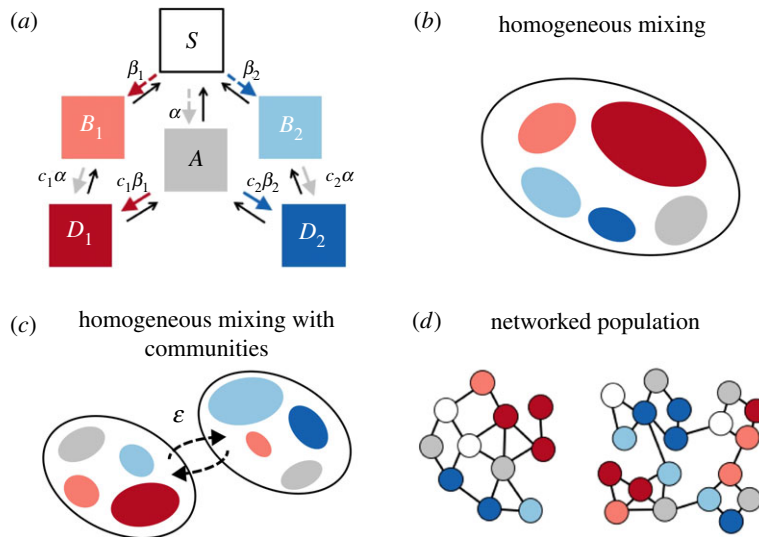 (a)
S
β1
β2
α
B1
B2
A
c1α
c1β1
c2β2
c2α
D1
D2
(b)
homogeneous mixing
(c)
homogeneous mixing with
communities
ε
(d)
networked population